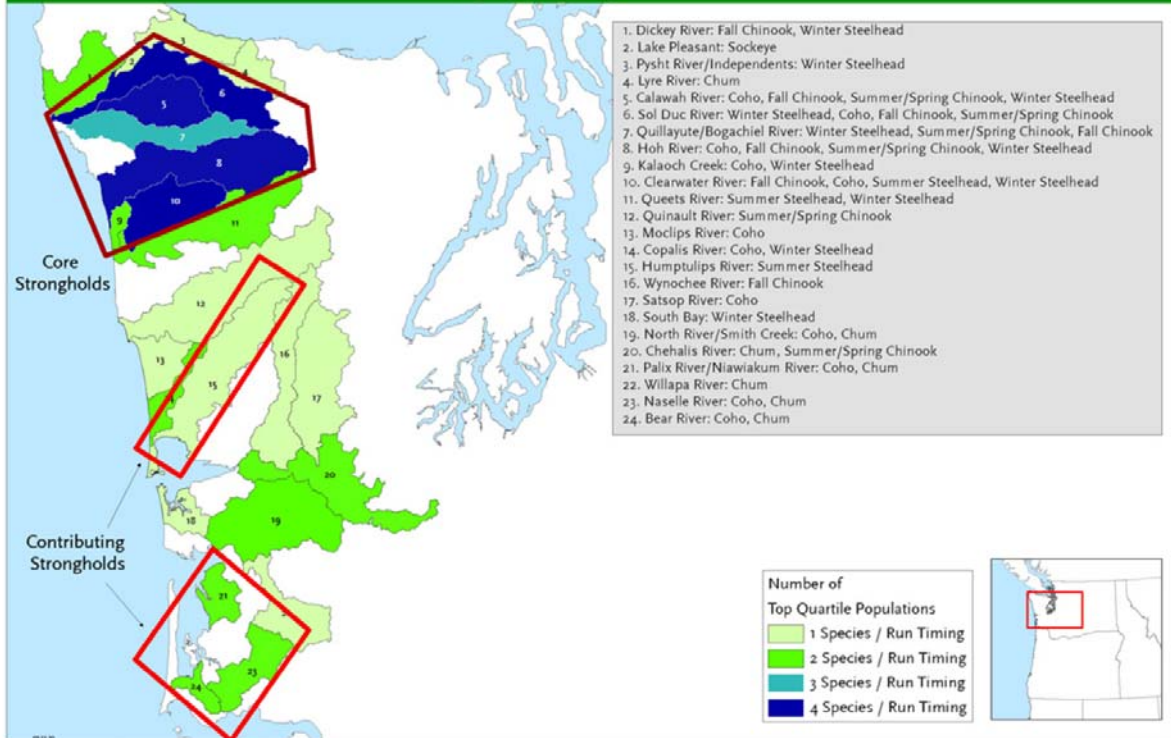 1. Dickey River: Fall Chinook, Winter Steelhead
2. Lake Pleasant: Sockeye
3. Pysht River/Independents: Winter Steelhead
4. Lyre River: Chum
5. Calawah River: Coho, Fall Chinook, Summer/Spring Chinook, Winter Steelhead
6. Sol Duc River: Winter Steelhead, Coho, Fall Chinook, Summer/Spring Chinook
7. Quillayute/Bogachiel River: Winter Steelhead, Summer/Spring Chinook, Fall Chinook
8. Hoh River: Coho, Fall Chinook, Summer/Spring Chinook, Winter Steelhead
9. Kalaoch Creek: Coho, Winter Steelhead
10. Clearwater River: Fall Chinook, Coho, Summer Steelhead, Winter Steelhead
11. Queets River: Summer Steelhead, Winter Steelhead
12. Quinault River: Summer/Spring Chinook
13. Moclips River: Coho
14. Copalis River: Coho, Winter Steelhead
15. Humptulips River: Summer Steelhead
16. Wynochee River: Fall Chinook
17. Satsop River: Coho
18. South Bay: Winter Steelhead
19. North River/Smith Creek: Coho, Chum
20. Chehalis River: Chum, Summer/Spring Chinook
21. Palix River/Niawiakum River: Coho, Chum
22. Willapa River: Chum
23. Naselle River: Coho, Chum
24. Bear River: Coho, Chum
3
2
1
4
6
5
7
8
10
9
11
Core
Strongholds
12
13
15
16
17
20
19
18
Contributing
Strongholds
21
23
24
Number of
Top Quartile Populations
1 Species / Run Timing
2 Species / Run Timing
3 Species / Run Timing
4 Species / Run Timing